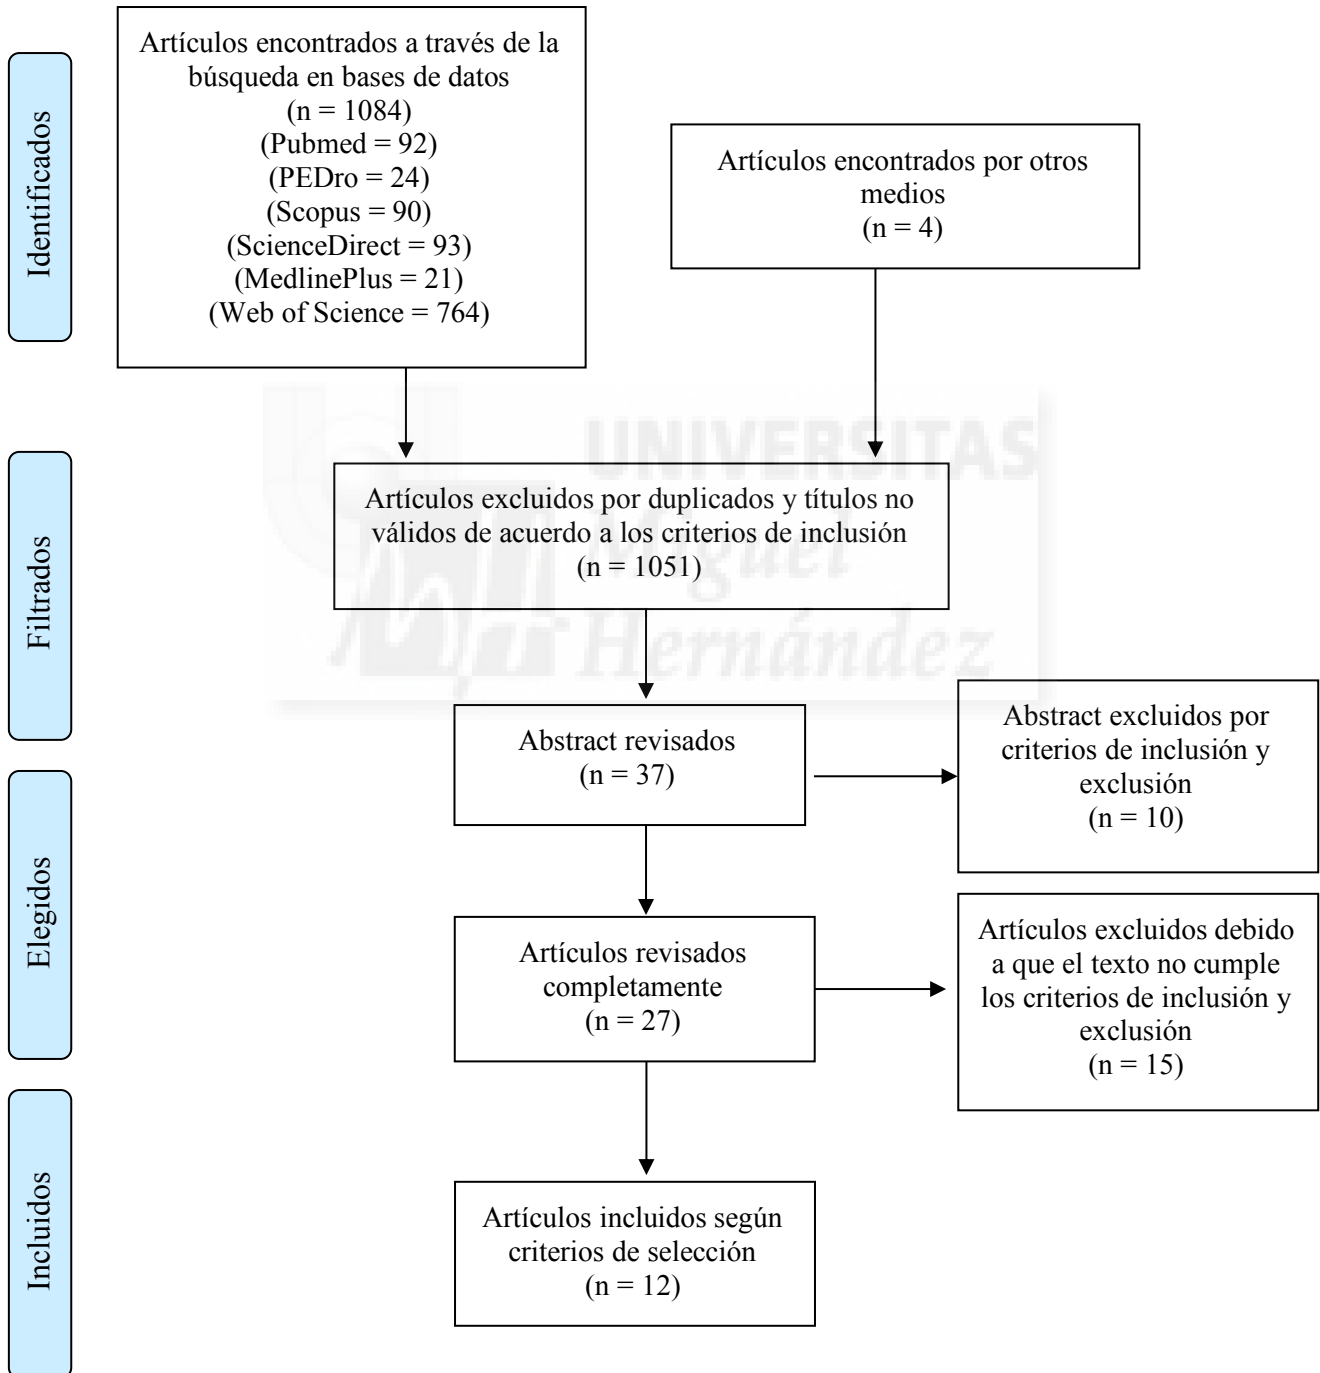 Identificados
Artículos encontrados a través de la
búsqueda en bases de datos
(n = 1084)
(Pubmed = 92)
(PEDro = 24)
(Scopus = 90)
(ScienceDirect = 93)
(MedlinePlus = 21)
(Web of Science = 764)
Artículos encontrados por otros
medios
(n = 4)
UNIVERSITAS
Miguel
Hernández
Filtrados
Artículos excluidos por duplicados y títulos no
válidos de acuerdo a los criterios de inclusión
(n = 1051)
Abstract revisados
(n = 37)
Abstract excluidos por
criterios de inclusión y
exclusión
(n = 10)
Elegidos
Artículos revisados
completamente
(n = 27)
Artículos excluidos debido
a que el texto no cumple
los criterios de inclusión y
exclusión
(n = 15)
Incluidos
Artículos incluidos según
criterios de selección
(n = 12)